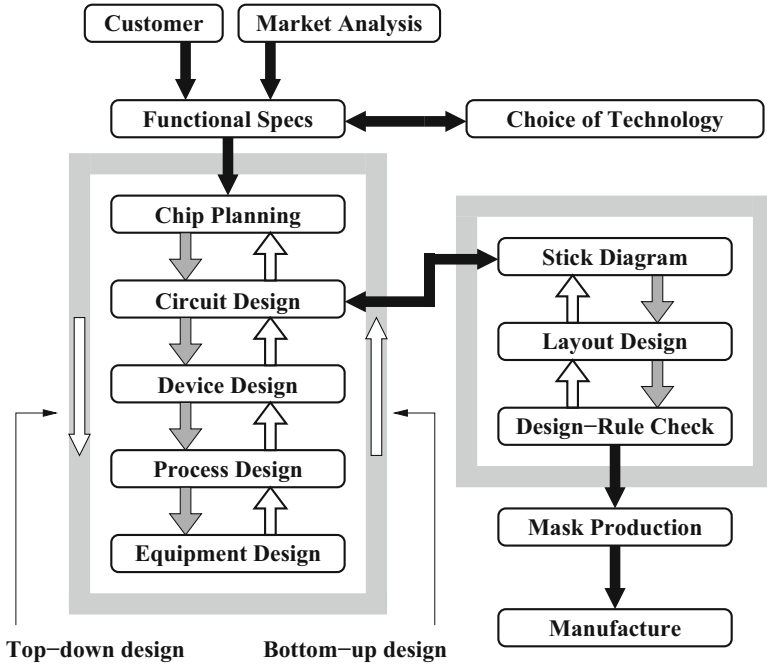 Customer
Market Analysis
Functional Specs
Choice of Technology
Chip Planning
Circuit Design
Device Design
Process Design
Equipment Design
Stick Diagram
Layout Design
Design−Rule Check
Mask Production
Manufacture
Top−down design
Bottom−up design